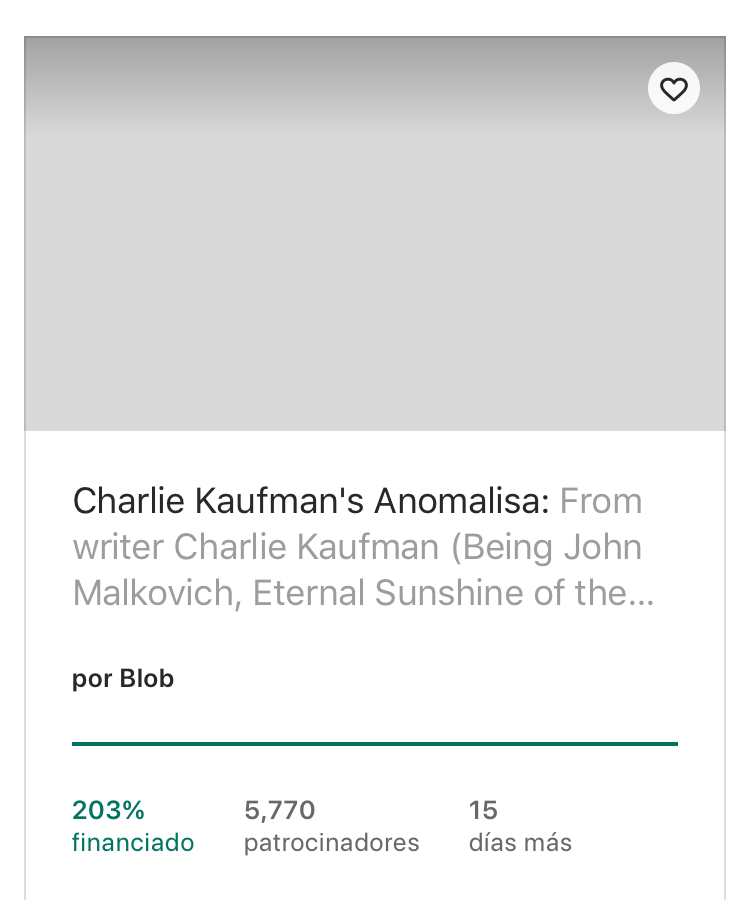 Charlie Kaufman's Anomalisa: From
writer Charlie Kaufman (Being John
Malkovich, Eternal Sunshine of the...
por Blob
203%
financiado
5,770
patrocinadores
15
días más